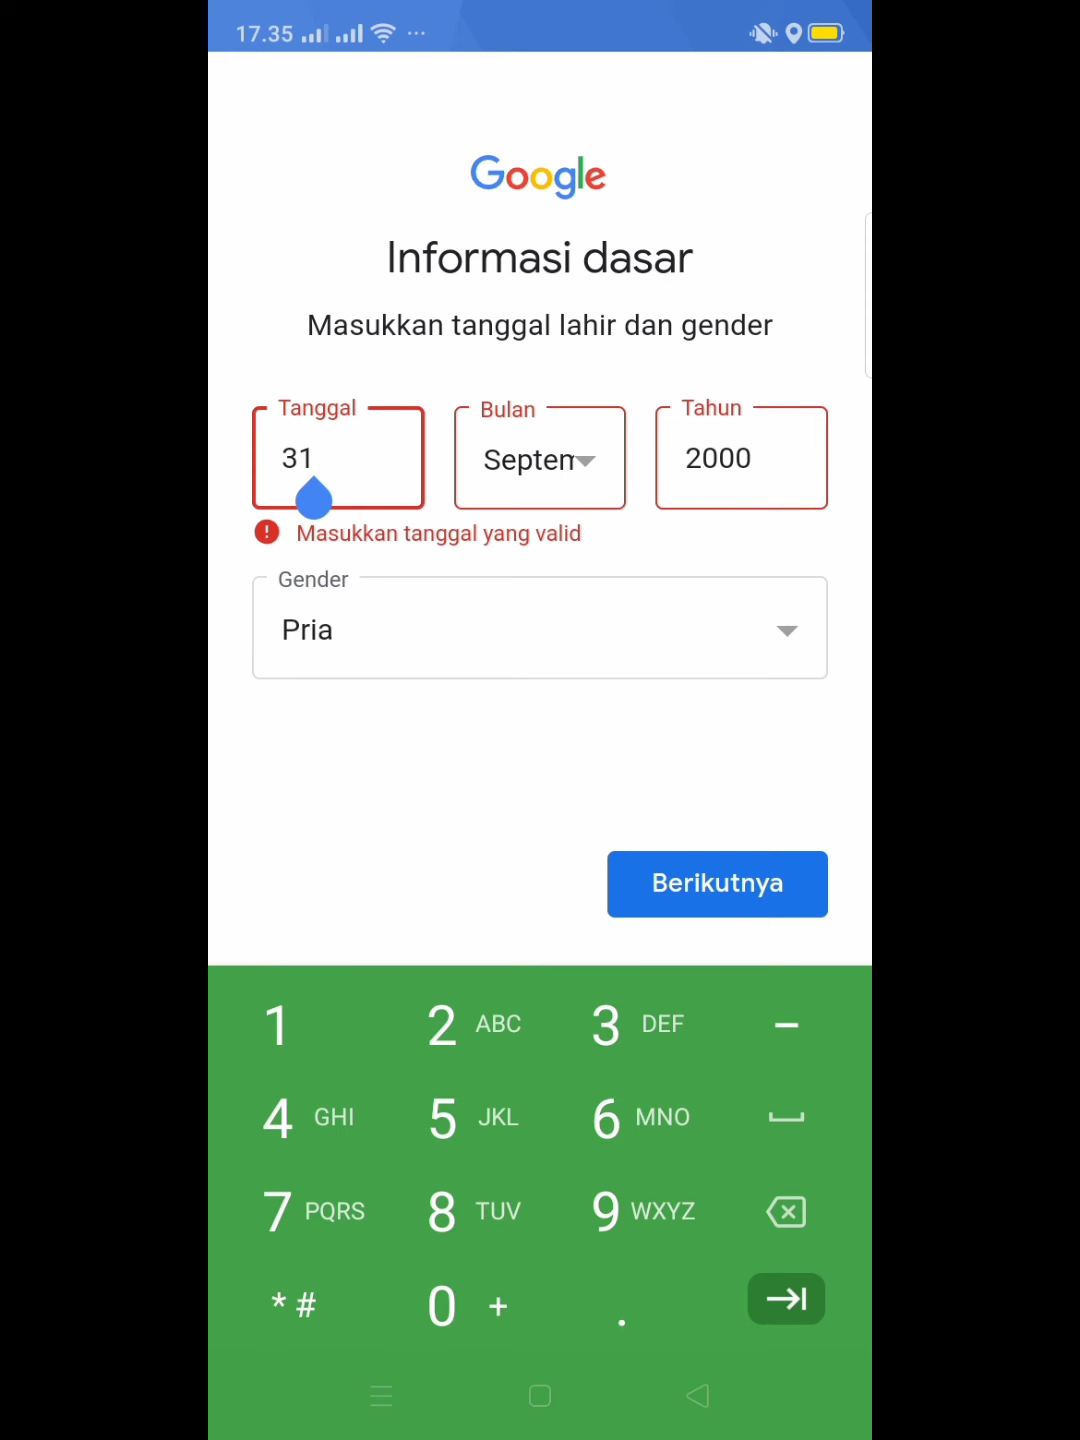 17.35
Google
Informasi dasar
Masukkan tanggal lahir dan gender
Tanggal Bulan Tahun
31 Septem 2000
Masukkan tanggal yang valid
Gender
Pria
Berikutnya
1 2 ABC 3 DEF –
4 GHI 5 JKL 6 MNO
7 PQRS 8 TUV 9 WXYZ
* # 0 + .